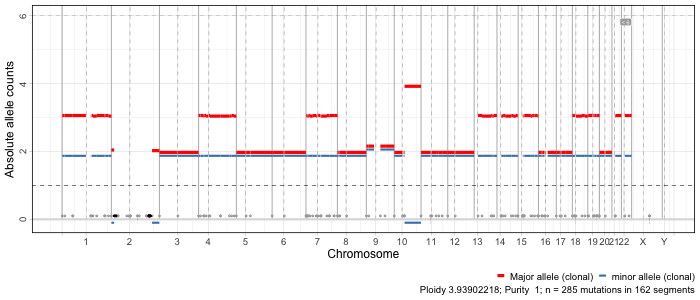 Absolute allele counts
6
4
2
0
1 2 3 4 5 6 7 8 9 10 11 12 13 14 15 16 17 18 19 20 21 22 X Y
Chromosome
Major allele (clonal) minor allele (clonal)
Ploidy 3.93902218; Purity 1; n = 285 mutations in 162 segments